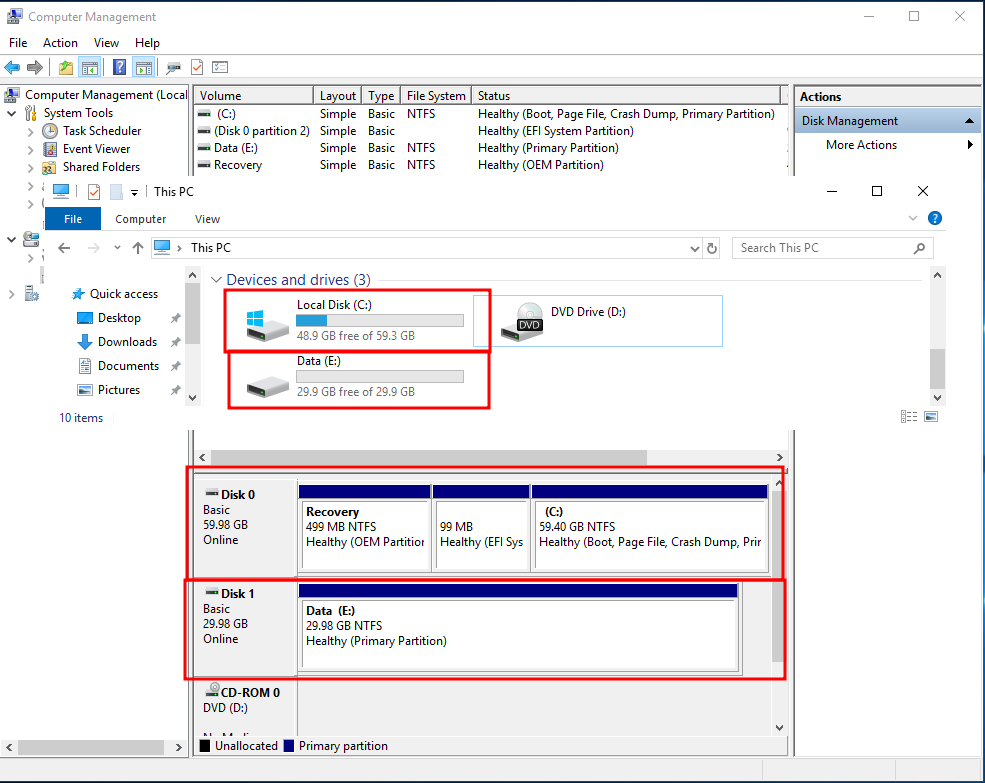 Computer Management
File Action View Help
Computer Management (Local
System Tools
Task Scheduler
Event Viewer
Shared Folders
Volume Layout Type File System Status
(C:) Simple Basic NTFS Healthy (Boot, Page File, Crash Dump, Primary Partition)
(Disk 0 partition 2) Simple Basic Healthy (EFI System Partition)
Data (E:) Simple Basic NTFS Healthy (Primary Partition)
Recovery Simple Basic NTFS Healthy (OEM Partition)
Actions
Disk Management
More Actions
This PC
File Computer View
This PC
Search This PC
Quick access
Desktop
Downloads
Documents
Pictures
Devices and drives (3)
Local Disk (C:)
48.9 GB free of 59.3 GB
DVD
DVD Drive (D:)
Data (E:)
29.9 GB free of 29.9 GB
10 items
Disk 0
Basic
59.98 GB
Online
Recovery
499 MB NTFS
Healthy (OEM Partition
99 MB
Healthy (EFI Sys
(C:)
59.40 GB NTFS
Healthy (Boot, Page File, Crash Dump, Prir
Disk 1
Basic
29.98 GB
Online
Data (E:)
29.98 GB NTFS
Healthy (Primary Partition)
CD-ROM 0
DVD (D:)
Unallocated Primary partition